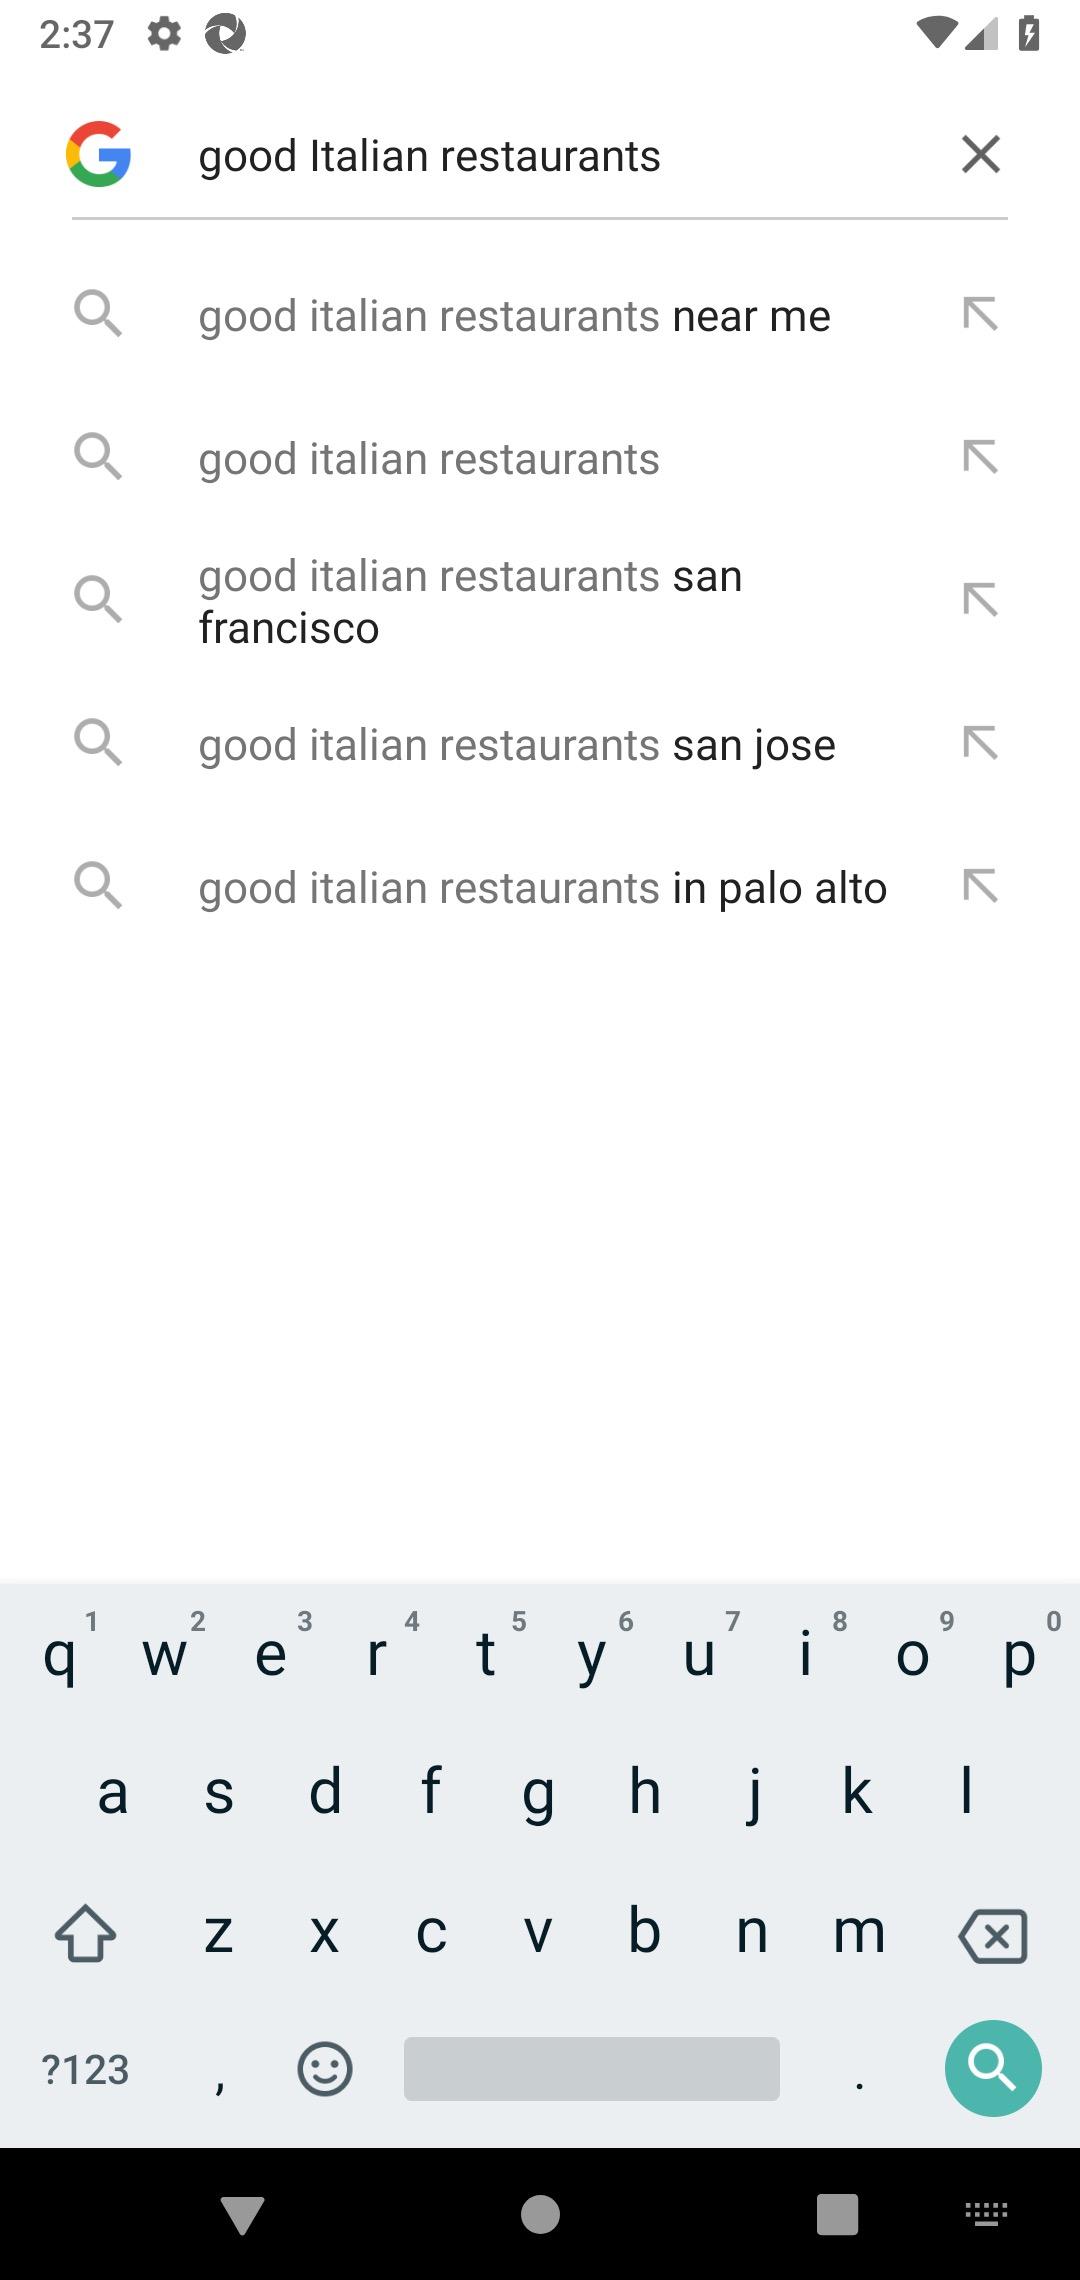 2:37
good Italian restaurants
good italian restaurants near me
good italian restaurants
good italian restaurants san
francisco
good italian restaurants san jose
good italian restaurants in palo alto
1 2 3 4 5 6 7 8 9 0
q w e r t y u i o p
a s d f g h j k l
z x c v b n m
?123 , .